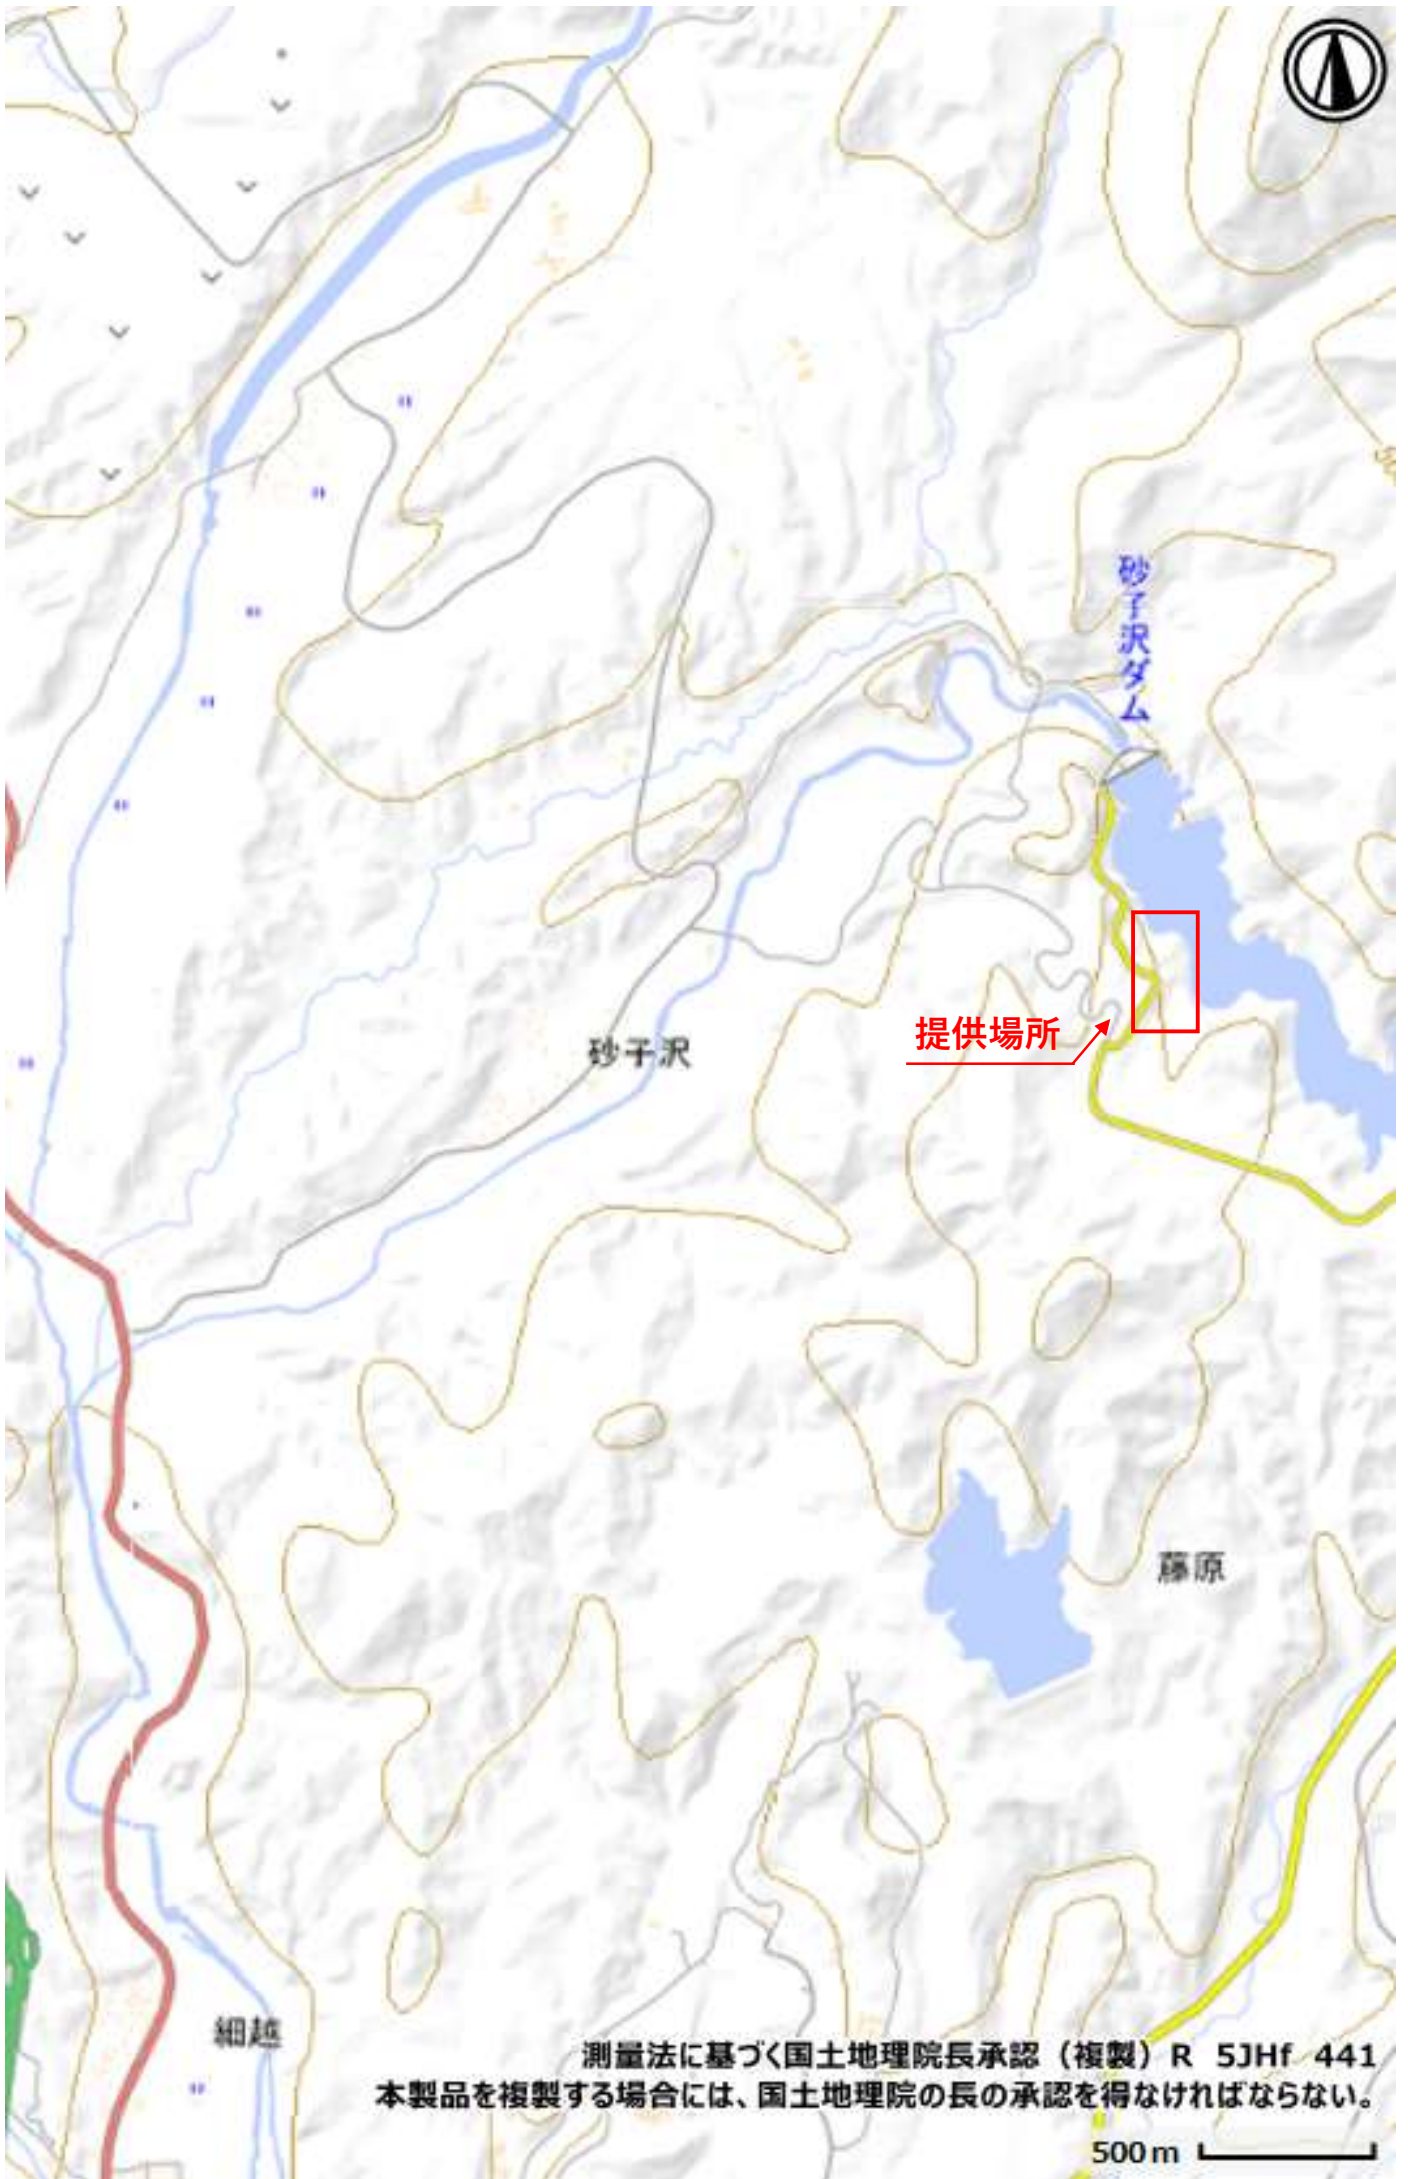 砂子沢ダム
提供場所
砂子沢
藤原
細越
測量法に基づく国土地理院長承認（複製）R 5JHf 441
本製品を複製する場合には、国土地理院の長の承認を得なければならない。
500m